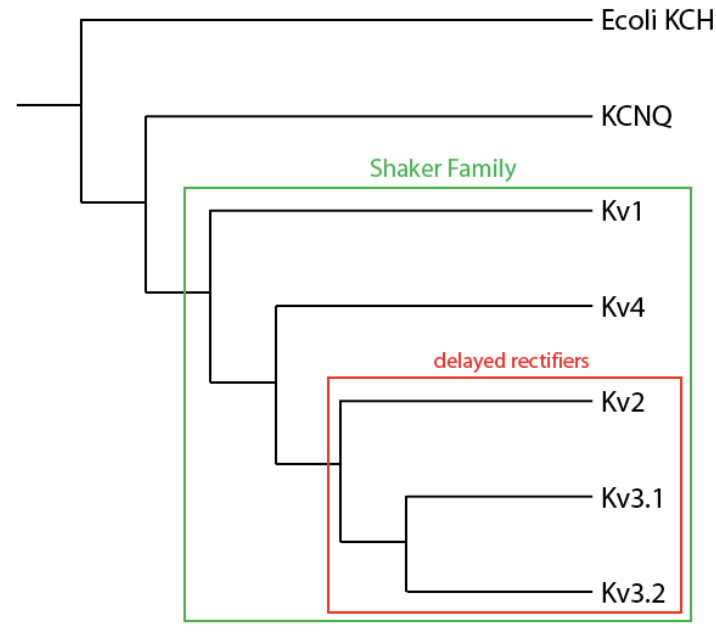 Ecoli KCH
KCNQ
Shaker Family
Kv1
Kv4
delayed rectifiers
Kv2
Kv3.1
Kv3.2